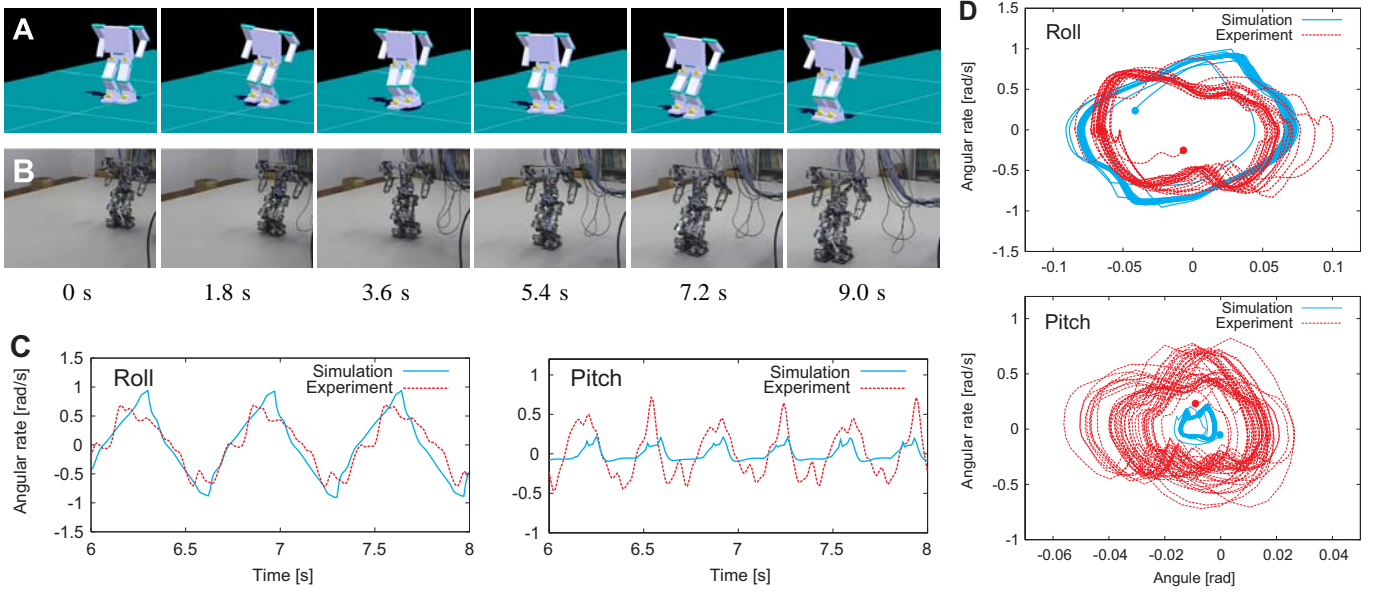 A
B
0 s
1.8 s
3.6 s
5.4 s
7.2 s
9.0 s
C
Roll
Simulation
Experiment
Angular rate [rad/s]
1.5
1
0.5
0
-0.5
-1
-1.5
6
6.5
7
7.5
8
Time [s]
Pitch
Simulation
Experiment
1
0.5
0
-0.5
-1
6
6.5
7
7.5
8
Time [s]
D
Roll
Simulation
Experiment
Angular rate [rad/s]
1.5
1
0.5
0
-0.5
-1
-1.5
-0.1
-0.05
0
0.05
0.1
Pitch
Simulation
Experiment
Angular rate [rad/s]
1
0.5
0
-0.5
-1
-0.06
-0.04
-0.02
0
0.02
0.04
Angule [rad]